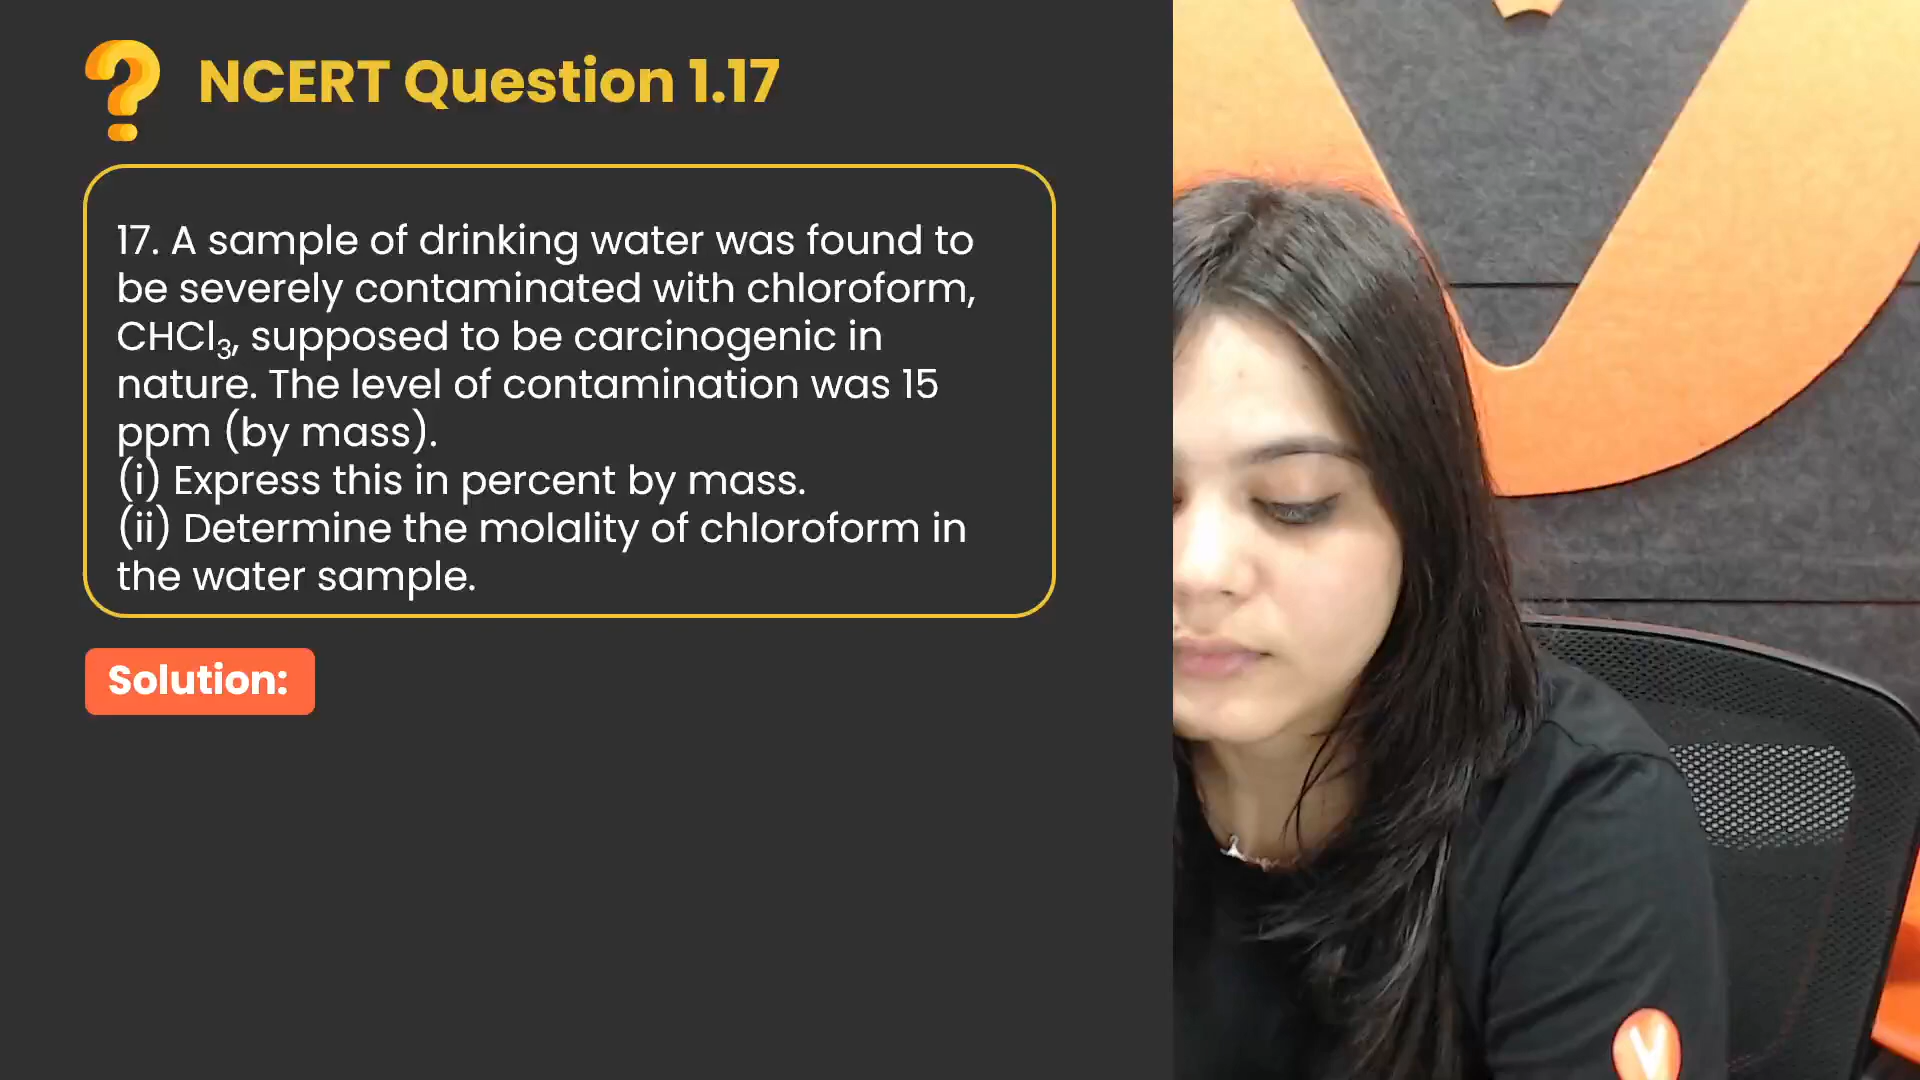 NCERT Question 1.17
17. A sample of drinking water was found to
be severely contaminated with chloroform,
CHCl₃, supposed to be carcinogenic in
nature. The level of contamination was 15
ppm (by mass).
(i) Express this in percent by mass.
(ii) Determine the molality of chloroform in
the water sample.
Solution: